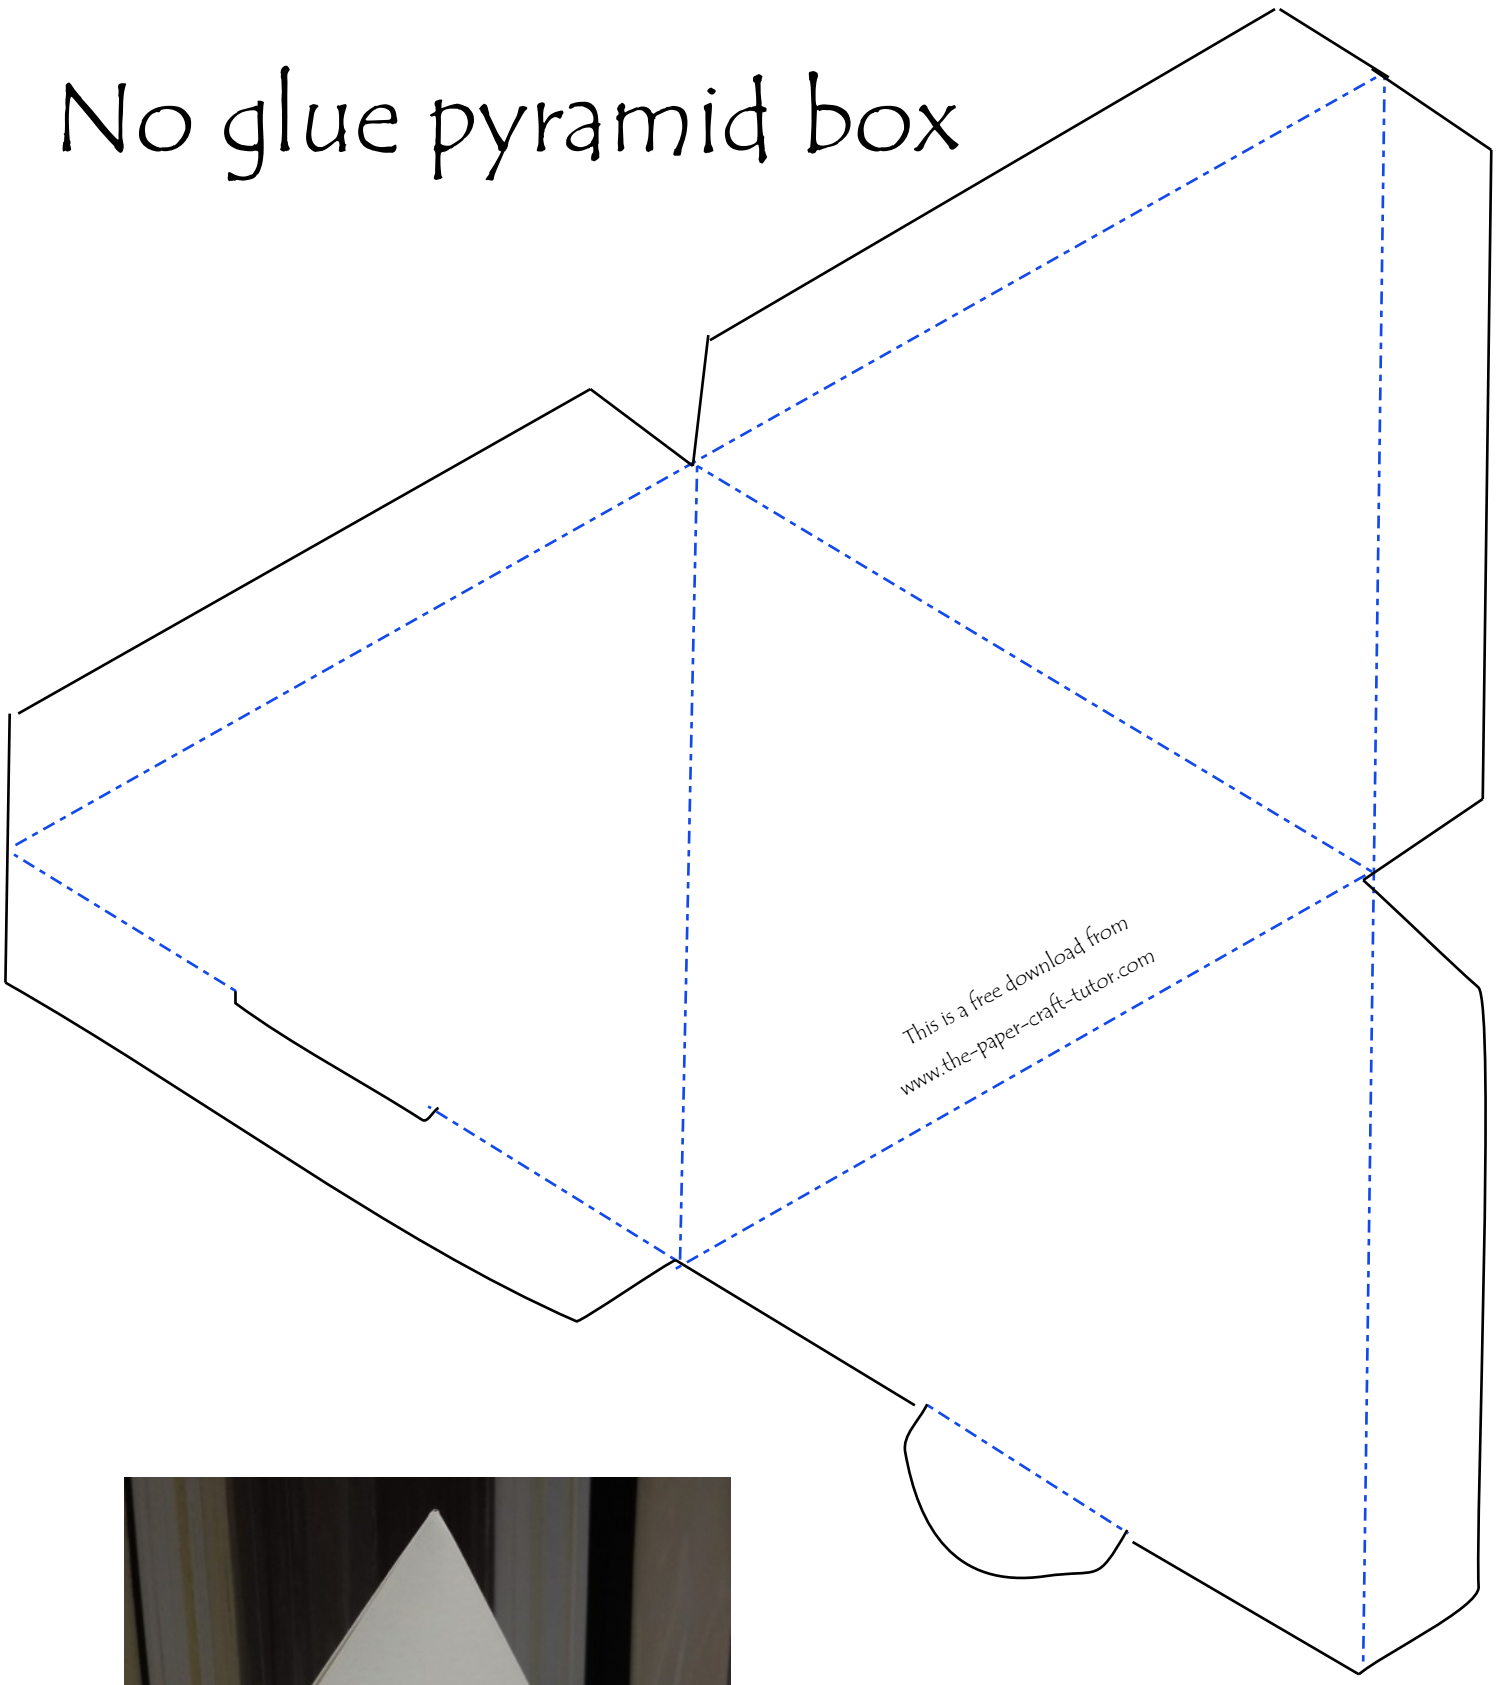 No glue pyramid box
This is a free download from
www.the-paper-craft-tutor.com